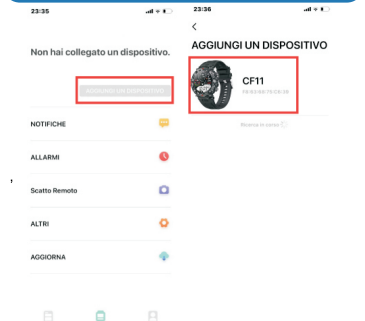 23:35
Non hai collegato un dispositivo.
AGGIUNGI UN DISPOSITIVO
NOTIFICHE
ALLARMI
,
Scatto Remoto
ALTRI
AGGIORNA
23:36
<
AGGIUNGI UN DISPOSITIVO
CF11
Ricerca in corso